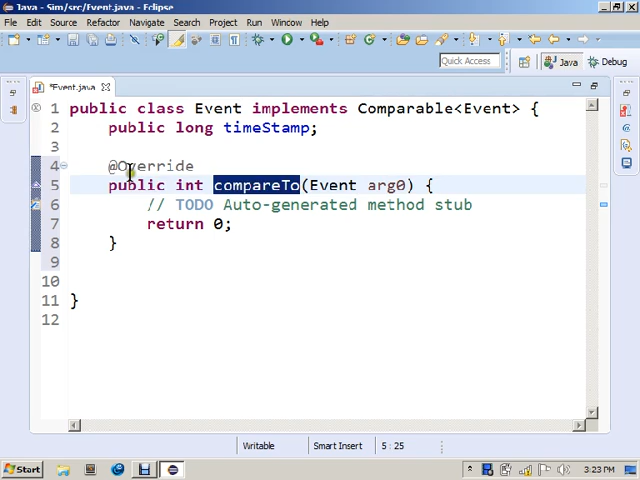 Java - Sim/src/Event.java - Eclipse
File Edit Source Refactor Navigate Search Project Run Window Help
Quick Access Java Debug
*Event.java
1 public class Event implements Comparable<Event> {
2 public long timeStamp;
3
4 @Override
5 public int compareTo(Event arg0) {
6 // TODO Auto-generated method stub
7 return 0;
8 }
9
10
11 }
12
Writable Smart Insert 5 : 25
Start 3:23 PM